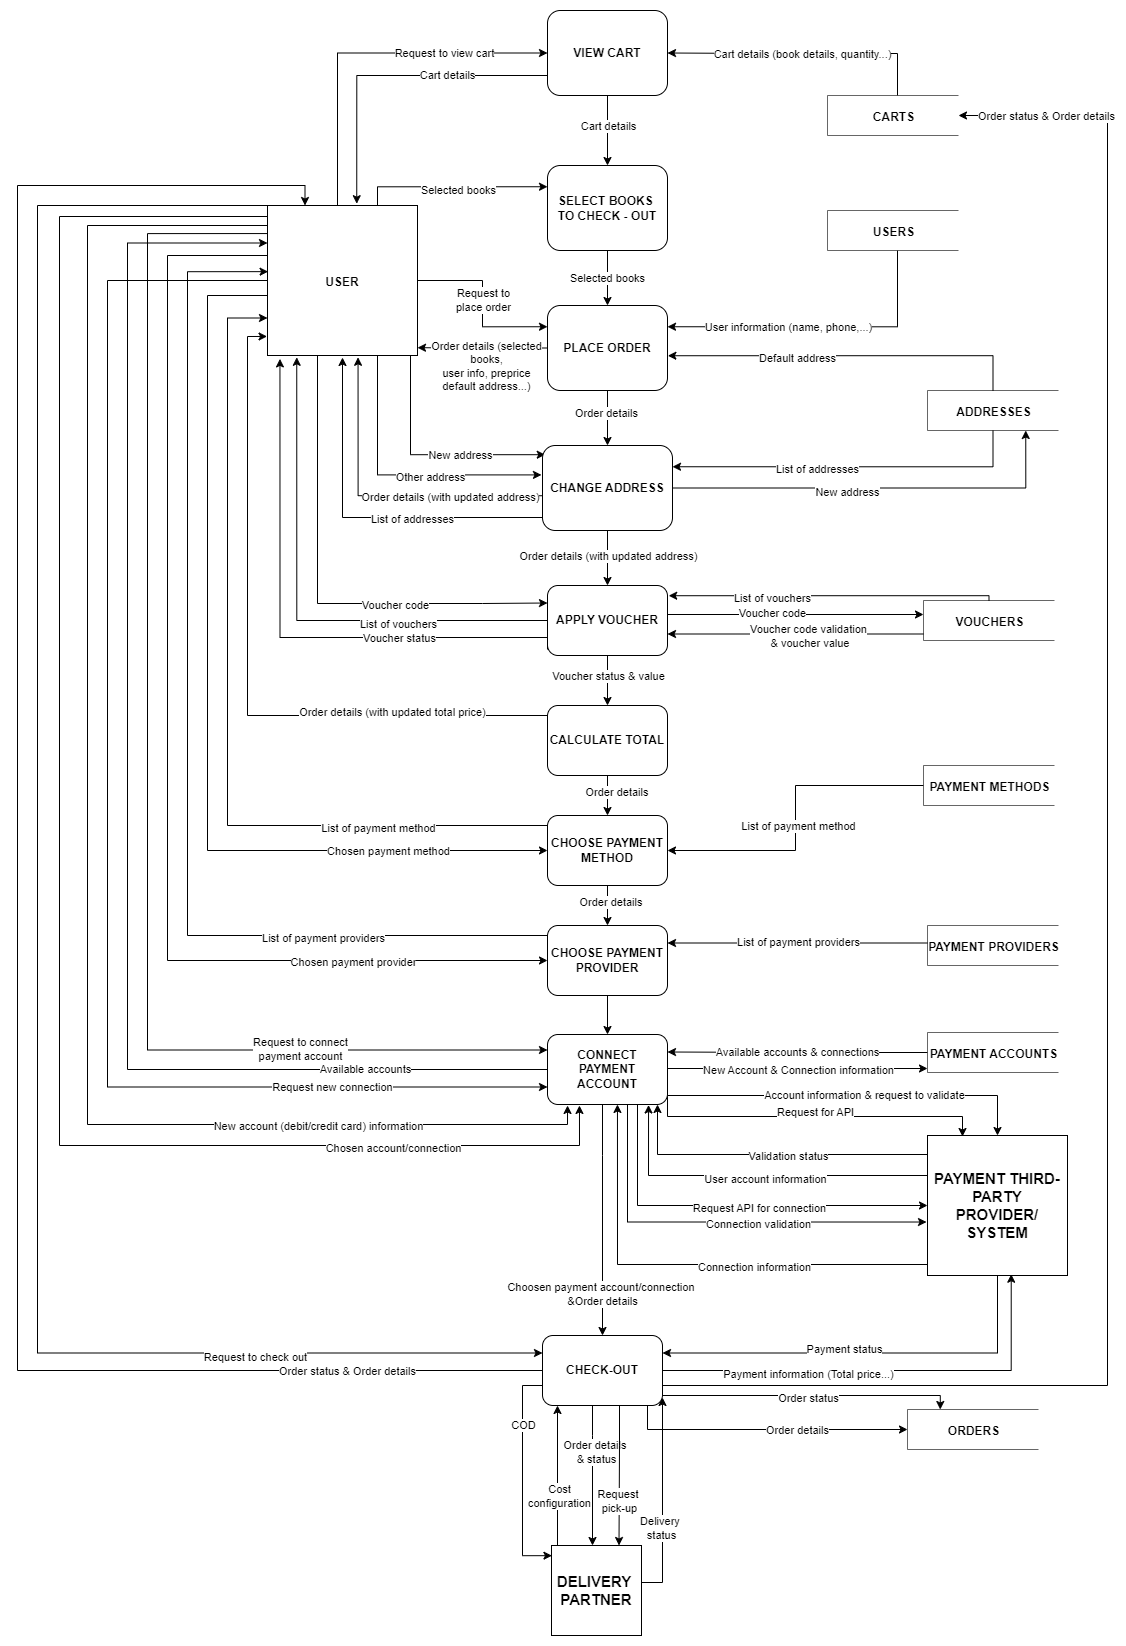 VIEW CART
Request to view cart
Cart details (book details, quantity...)
Cart details
CARTS
Order status & Order details
Cart details
Selected books
SELECT BOOKS
TO CHECK - OUT
USERS
USER
Selected books
Request to
place order
PLACE ORDER
User information (name, phone,...)
Order details (selected
books,
user info, preprice
default address...)
Default address
ADDRESSES
Order details
New address
Other address
CHANGE ADDRESS
List of addresses
New address
Order details (with updated address)
List of addresses
Order details (with updated address)
Voucher code
List of vouchers
Voucher status
APPLY VOUCHER
List of vouchers
Voucher code
Voucher code validation
& voucher value
VOUCHERS
Voucher status & value
Order details (with updated total price)
CALCULATE TOTAL
Order details
PAYMENT METHODS
List of payment method
List of payment method
Chosen payment method
CHOOSE PAYMENT
METHOD
Order details
List of payment providers
Chosen payment provider
CHOOSE PAYMENT
PROVIDER
List of payment providers
PAYMENT PROVIDERS
Request to connect
payment account
Available accounts
Request new connection
CONNECT
PAYMENT
ACCOUNT
Available accounts & connections
New Account & Connection information
PAYMENT ACCOUNTS
Account information & request to validate
Request for API
New account (debit/credit card) information
Chosen account/connection
Validation status
User account information
Request API for connection
Connection validation
Connection information
PAYMENT THIRD-
PARTY
PROVIDER/
SYSTEM
Choosen payment account/connection
&Order details
Request to check out
Order status & Order details
CHECK-OUT
Payment status
Payment information (Total price...)
Order status
Order details
ORDERS
COD
Order details
& status
Cost
configuration
Request
pick-up
Delivery
status
DELIVERY
PARTNER